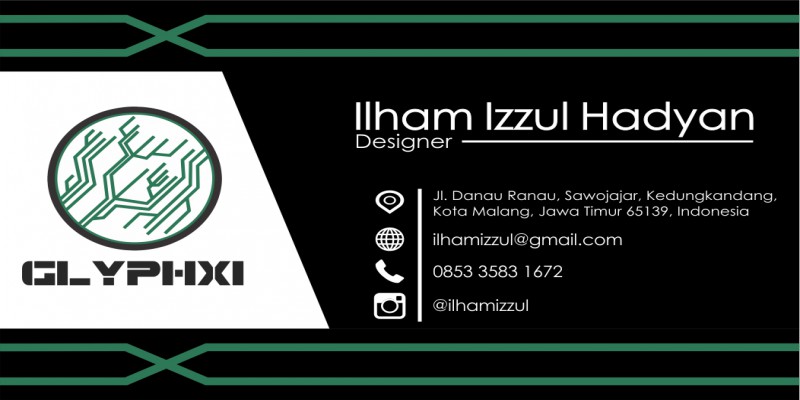 GLYPHXI
Ilham Izzul Hadyan
Designer
Jl. Danau Ranau, Sawojajar, Kedungkandang,
Kota Malang, Jawa Timur 65139, Indonesia
ilhamizzul@gmail.com
0853 3583 1672
@ilhamizzul